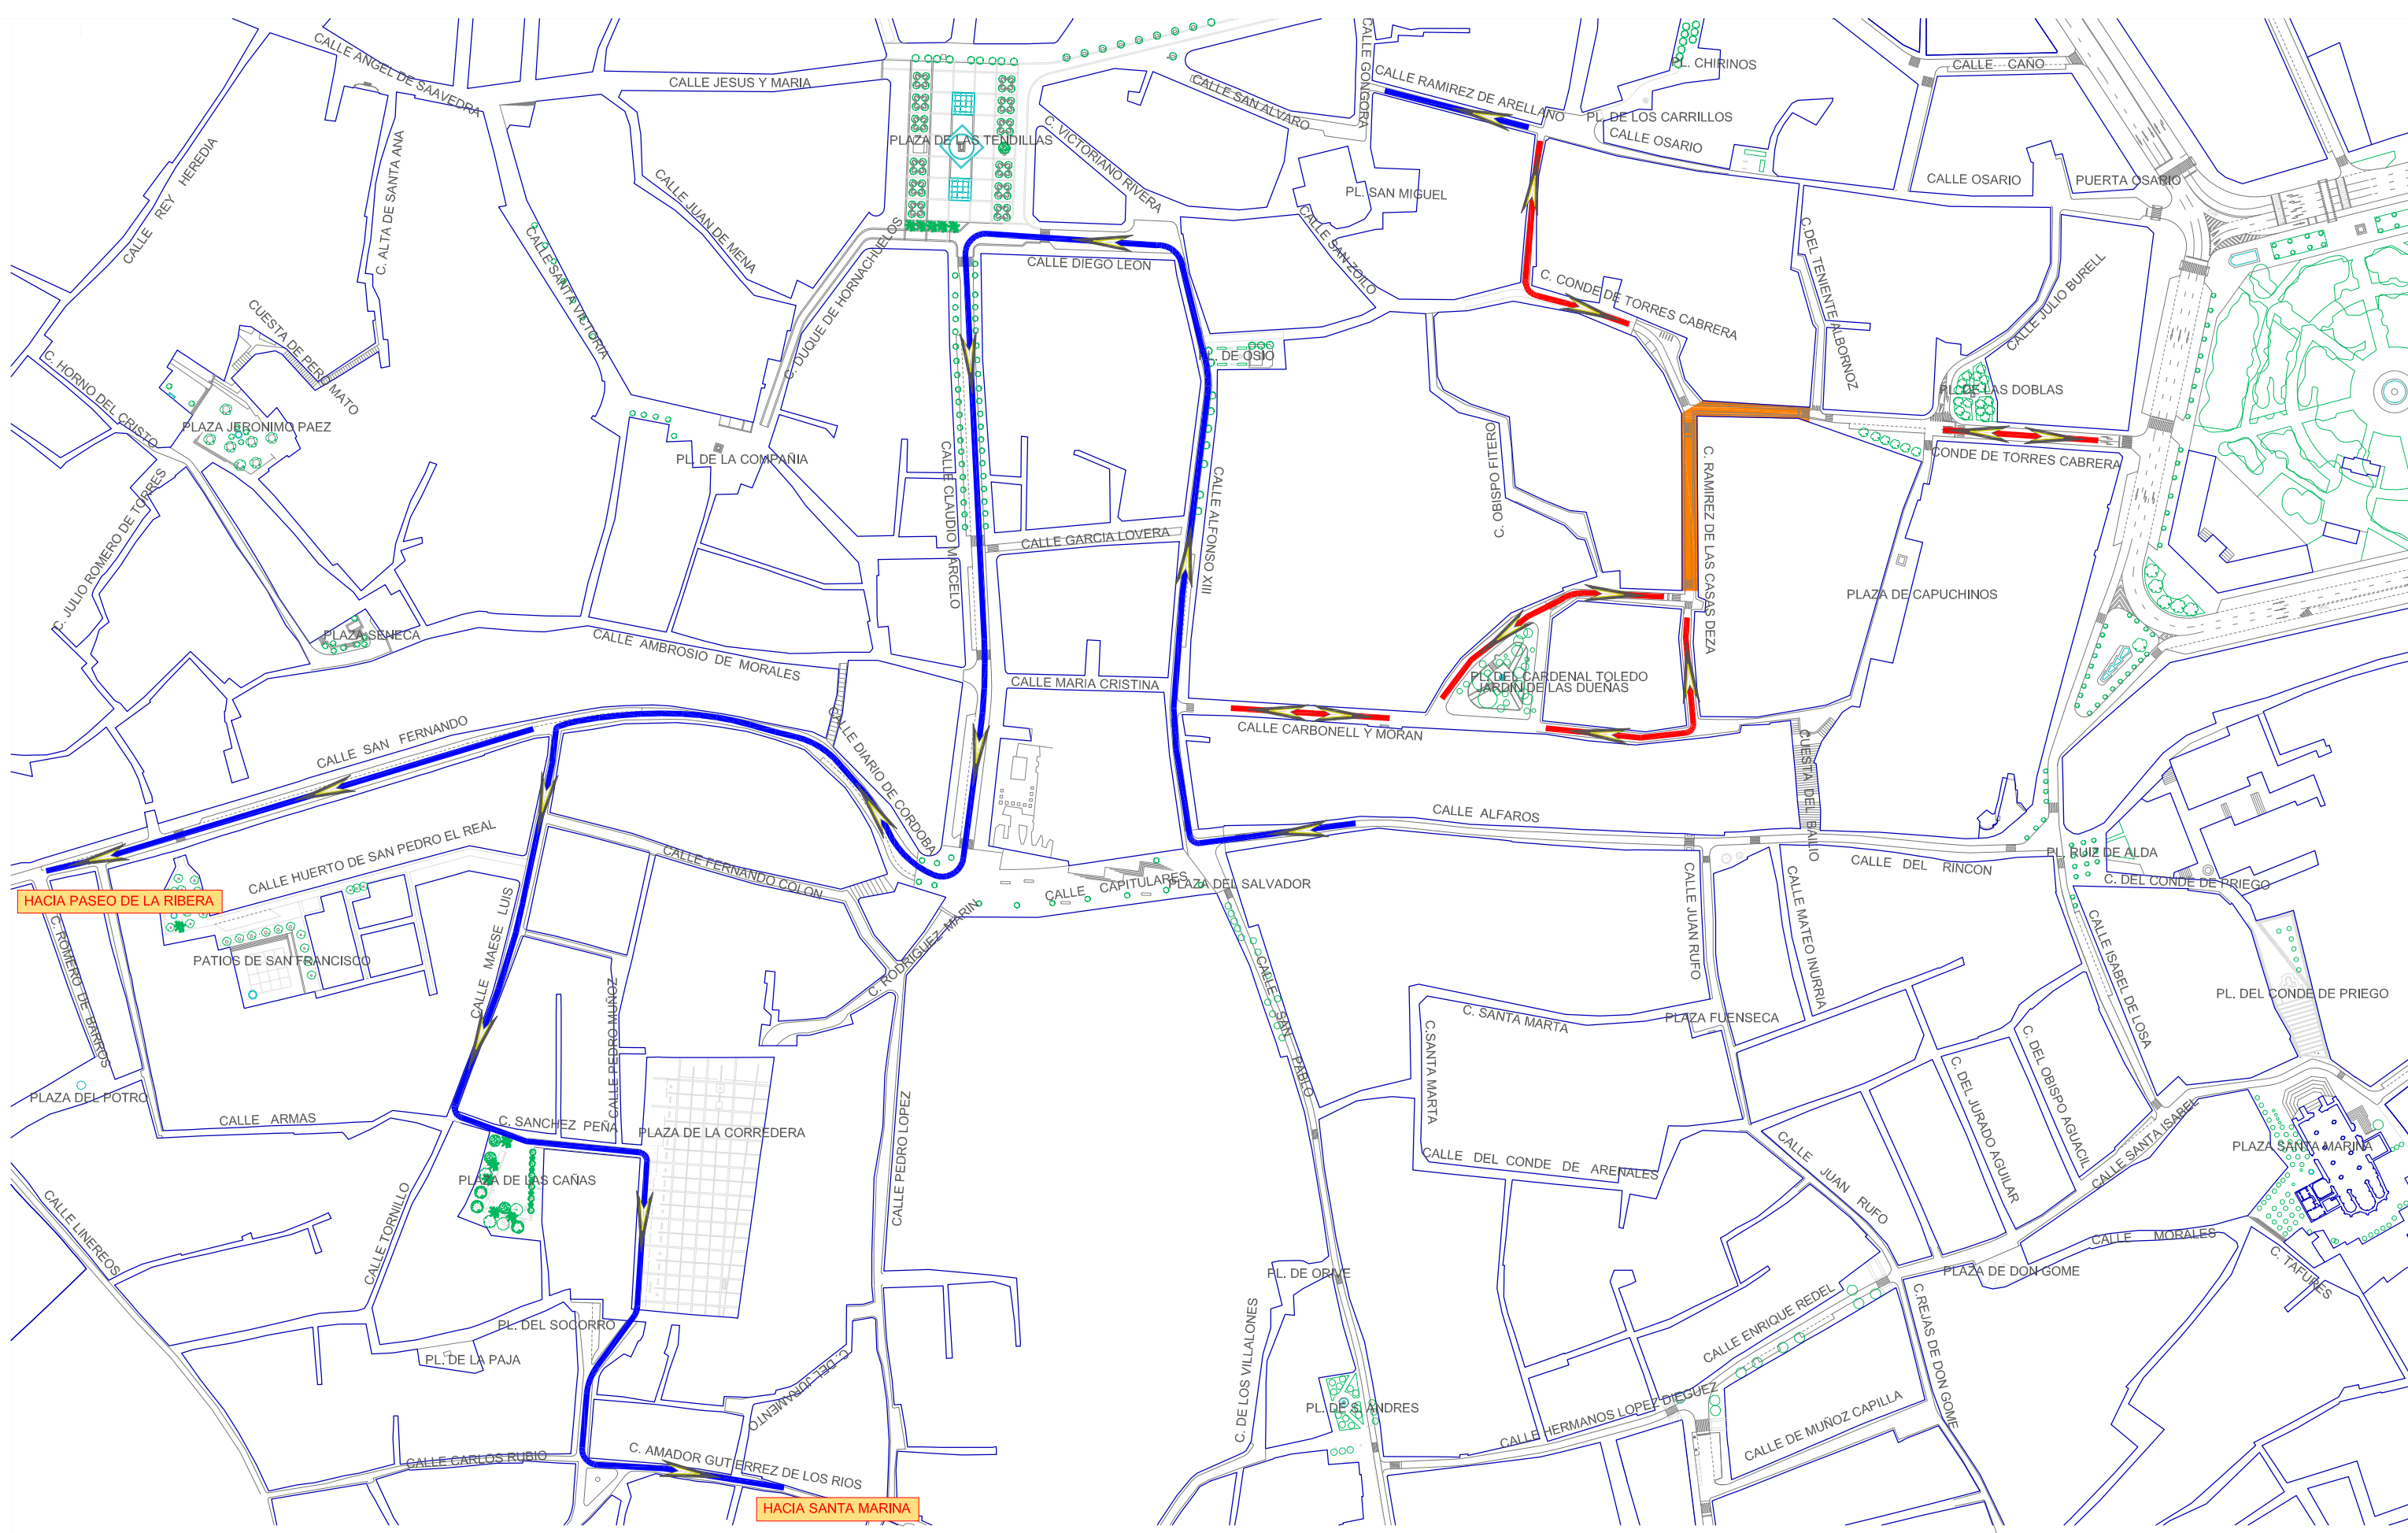 CALLE ANGEL DE SAAVEDRA
CALLE JESUS Y MARIA
CALLE GONGORA
CALLE RAMIREZ DE ARELLANO
PL. CHIRINOS
CALLE CAÑO
CALLE SAN ALVARO
PL. DE LOS CARRILLOS
CALLE OSARIO
C. VICTORIANO RIVERA
PLAZA DE LAS TENDILLAS
CALLE REY HEREDIA
C. ALTA DE SANTA ANA
CALLE JUAN DE MENA
PL. SAN MIGUEL
CALLE OSARIO
PUERTA OSARIO
CALLE SANTA VICTORIA
C. DUQUE DE HORNACHUELOS
CALLE DIEGO LEÓN
CALLE SAN ZOILO
C. CONDE DE TORRES CABRERA
C.DEL TENIENTE ALBORNOZ
CALLE JULIO BURELL
CUESTA DE PERO MATO
C. HORNO DEL CRISTO
PL. DE OSIO
PL. DE LAS DOBLAS
PLAZA JERONIMO PAEZ
PL. DE LA COMPAÑIA
CALLE CLAUDIO MARCELO
CALLE ALFONSO XIII
C. OBISPO FITERO
C. RAMIREZ DE LAS CASAS DEZA
CONDE DE TORRES CABRERA
C. JULIO ROMERO DE TORRES
CALLE GARCIA LOVERA
PLAZA DE CAPUCHINOS
PLAZA SENECA
CALLE AMBROSIO DE MORALES
CALLE MARIA CRISTINA
PL. DEL CARDENAL TOLEDO
JARDIN DE LAS DUEÑAS
CALLE SAN FERNANDO
CALLE DIARIO DE CORDOBA
CALLE CARBONELL Y MORAN
CUESTA DEL BAILIO
CALLE ALFAROS
CALLE HUERTO DE SAN PEDRO EL REAL
CALLE FERNANDO COLON
CALLE CAPITULARES
PLAZA DEL SALVADOR
CALLE DEL RINCON
PL. RUIZ DE ALDA
C. DEL CONDE DE PRIEGO
HACIA PASEO DE LA RIBERA
C. ROMERO DE BARROS
PATIOS DE SAN FRANCISCO
CALLE MAESE LUIS
C. RODRIGUEZ MARIN
CALLE SAN PABLO
CALLE JUAN RUFO
CALLE MATEO INURRIA
CALLE ISABEL DE LOSA
PL. DEL CONDE DE PRIEGO
CALLE PEDRO MUÑOZ
C. SANTA MARTA
PLAZA FUENSECA
C.SANTA MARTA
C. DEL JURADO AGUILAR
C. DEL OBISPO AGUACIL
PLAZA DEL POTRO
CALLE ARMAS
C. SANCHEZ PEÑA
PLAZA DE LA CORREDERA
CALLE PEDRO LOPEZ
CALLE DEL CONDE DE ARENALES
CALLE JUAN RUFO
CALLE SANTA ISABEL
PLAZA SANTA MARINA
PLAZA DE LAS CAÑAS
CALLE LINEREOS
CALLE TORNILLO
CALLE MORALES
C. TAFURES
PL. DE ORIVE
PLAZA DE DON GOME
PL. DEL SOCORRO
PL. DE LA PAJA
C. DEL JURAMENTO
C. DE LOS VILLALONES
CALLE ENRIQUE REDEL
C.REJAS DE DON GOME
PL. DE S. ANDRES
CALLE HERMANOS LOPEZ DIEGUEZ
CALLE DE MUÑOZ CAPILLA
CALLE CARLOS RUBIO
C. AMADOR GUTIERREZ DE LOS RIOS
HACIA SANTA MARINA